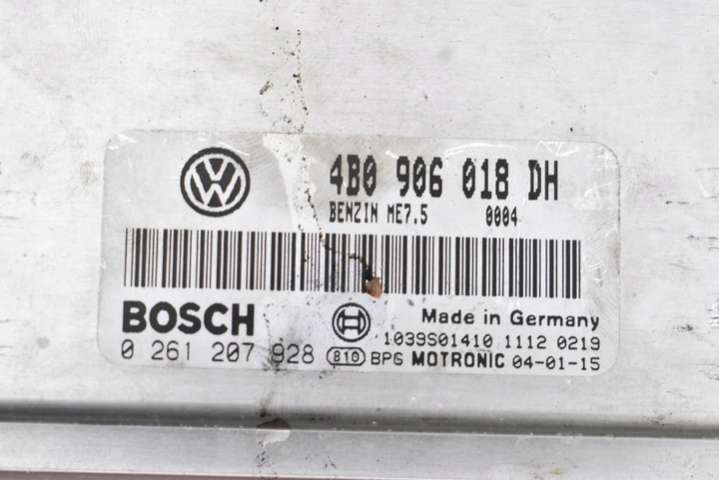 4B0 906 018 DH
BENZIN ME7.5 0004
BOSCH Made in Germany
1039S01410 1112 0219
0 261 207 928 810 BPG MOTRONIC 04-01-15